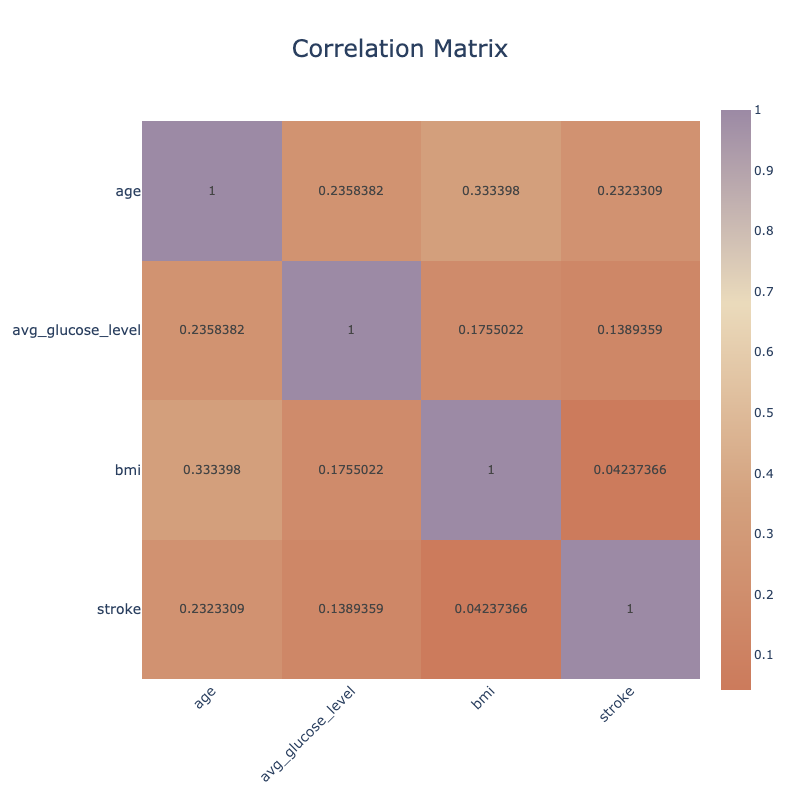 Correlation Matrix
age 1 0.2358382 0.333398 0.2323309
avg_glucose_level 0.2358382 1 0.1755022 0.1389359
bmi 0.333398 0.1755022 1 0.04237366
stroke 0.2323309 0.1389359 0.04237366 1
age avg_glucose_level bmi stroke
1
0.9
0.8
0.7
0.6
0.5
0.4
0.3
0.2
0.1